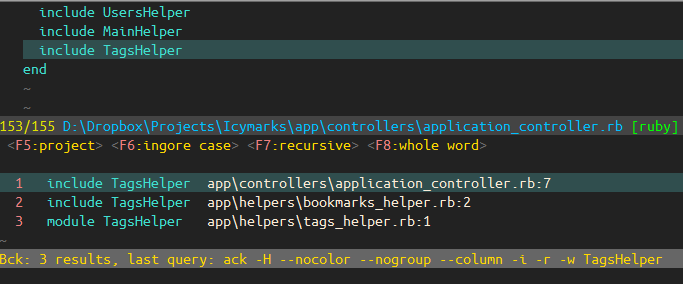 include UsersHelper
include MainHelper
include TagsHelper
end
~
~
153/155 D:\Dropbox\Projects\Icymarks\app\controllers\application_controller.rb [ruby]
<F5:project> <F6:ingore case> <F7:recursive> <F8:whole word>
1 include TagsHelper app\controllers\application_controller.rb:7
2 include TagsHelper app\helpers\bookmarks_helper.rb:2
3 module TagsHelper app\helpers\tags_helper.rb:1
~
Bck: 3 results, last query: ack -H --nocolor --nogroup --column -i -r -w TagsHelper